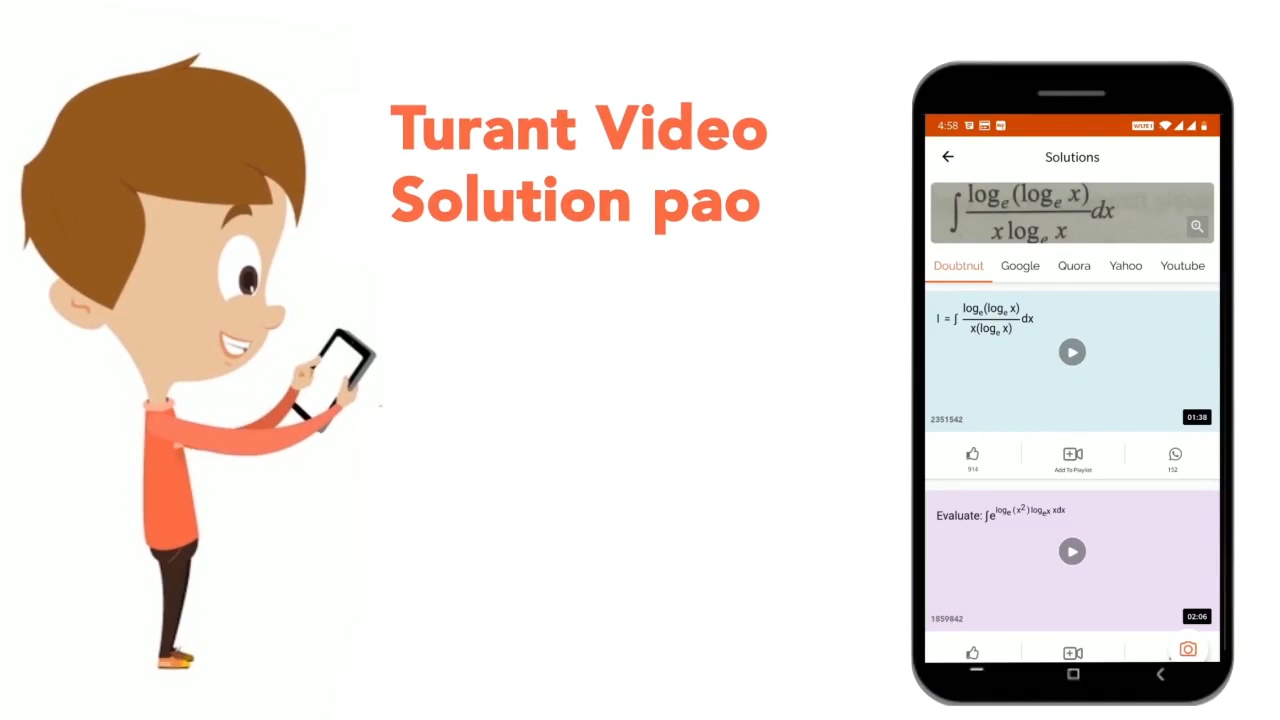 Turant Video
Solution pao
4:58
VoLTE1
Solutions
∫ logₑ(logₑ x) / x logₑ x dx
Doubtnut Google Quora Yahoo Youtube
I = ∫ logₑ(logₑ x) / x(logₑ x) dx
2351542 01:38
914 Add To Playlist 152
Evaluate: ∫e^logₑ(x²)logₑx xdx
1859842 02:06